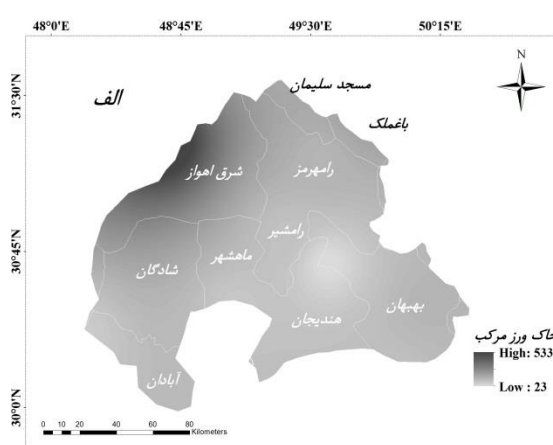 48°0'E 48°45'E 49°30'E 50°15'E
N
الف
مسجد سلیمان
باغملک
31°30'N
شرق اهواز
رامهرمز
رامشیر
30°45'N
ماهشهر
شادگان
بهبهان
هندیجان
خاک ورز مرکب
High: 533
Low : 23
آبادان
30°0'N
0 5 10 20 40 60 80
Kilometers